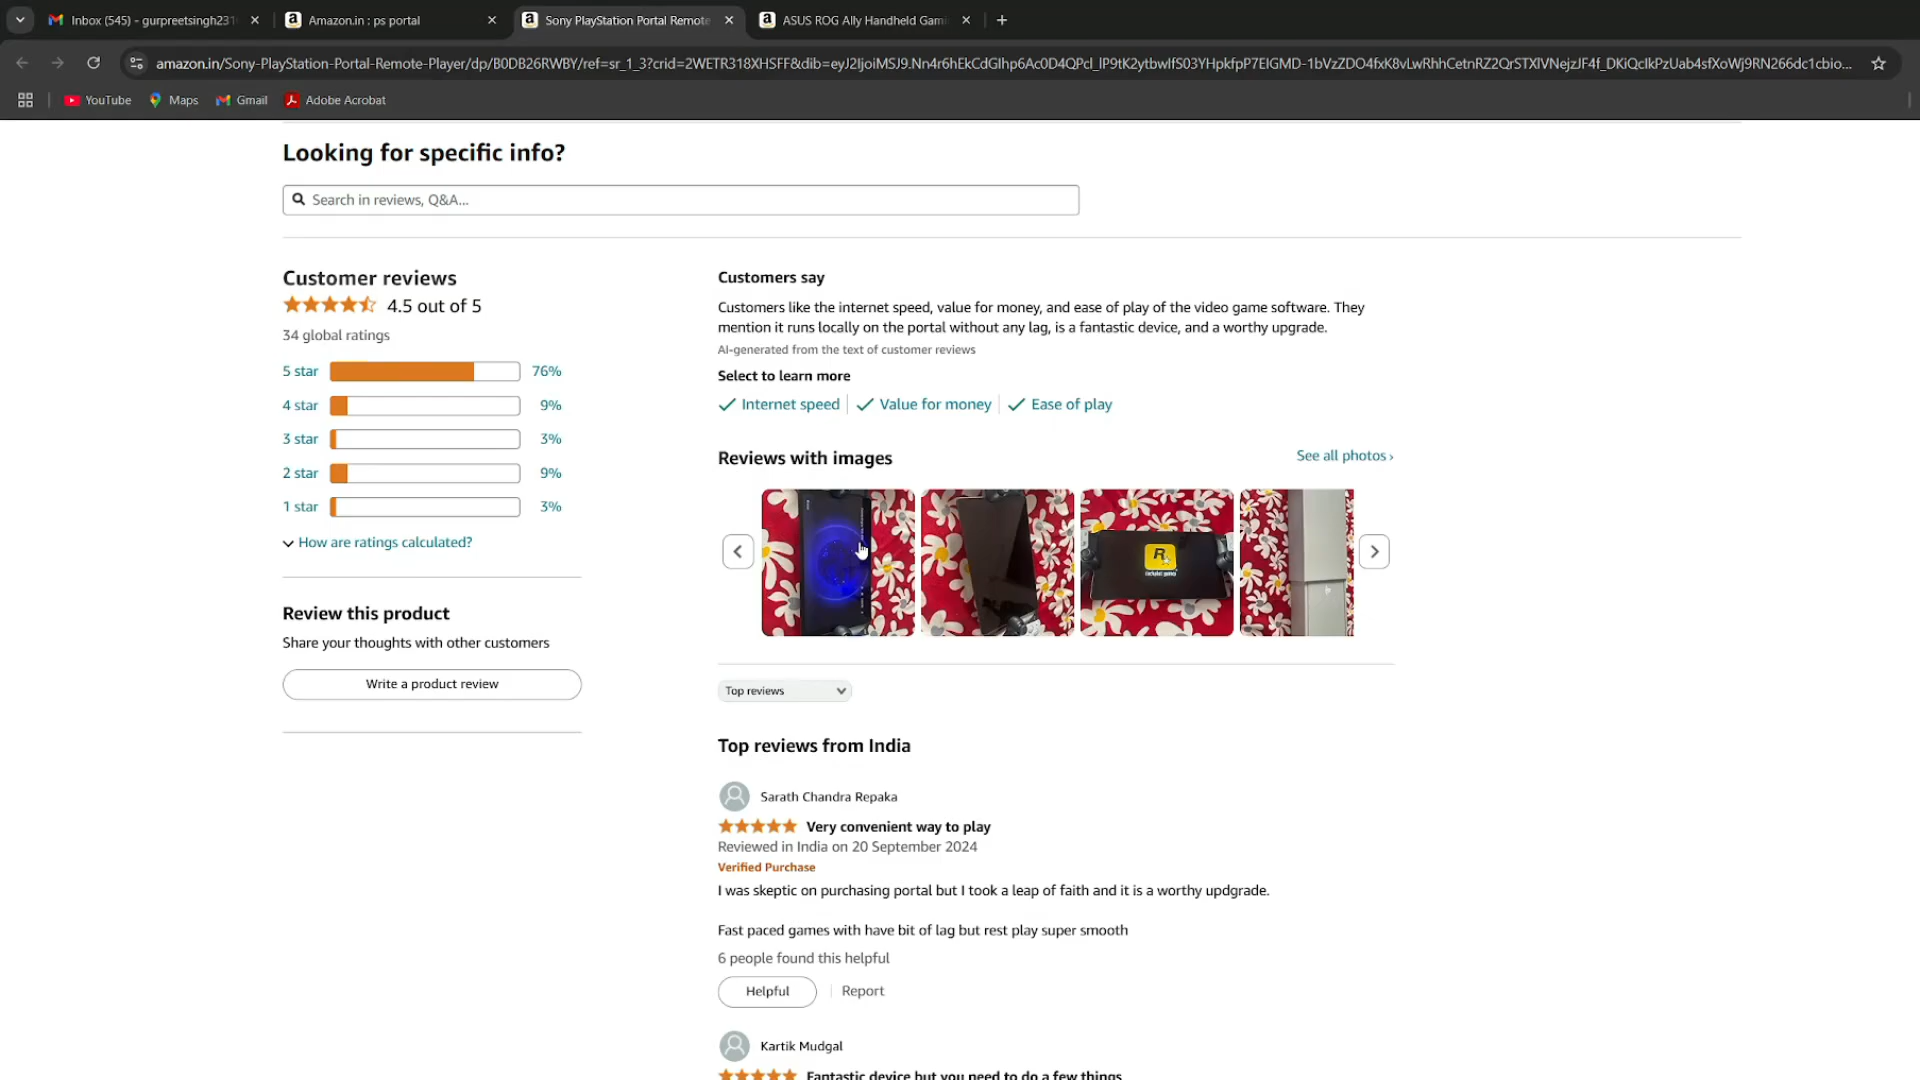 Inbox (545) - gurpreetsingh231
Amazon.in : ps portal
Sony PlayStation Portal Remote
ASUS ROG Ally Handheld Gami
amazon.in/Sony-PlayStation-Portal-Remote-Player/dp/B0DB26RWBY/ref=sr_1_3?crid=2WETR318XHSFF&dib=
YouTube
Maps
Gmail
Adobe Acrobat
Looking for specific info?
Search in reviews, Q&A...
Customer reviews
4.5 out of 5
34 global ratings
5 star 76%
4 star 9%
3 star 3%
2 star 9%
1 star 3%
How are ratings calculated?
Review this product
Share your thoughts with other customers
Write a product review
Customers say
Customers like the internet speed, value for money, and ease of play of the video game software. They
mention it runs locally on the portal without any lag, is a fantastic device, and a worthy upgrade.
AI-generated from the text of customer reviews
Select to learn more
Internet speed
Value for money
Ease of play
Reviews with images
See all photos ›
R
Top reviews
Top reviews from India
Sarath Chandra Repaka
Very convenient way to play
Reviewed in India on 20 September 2024
Verified Purchase
I was skeptic on purchasing portal but I took a leap of faith and it is a worthy updgrade.
Fast paced games with have bit of lag but rest play super smooth
6 people found this helpful
Helpful
Report
Kartik Mudgal
Fantastic device but you need to do a few things